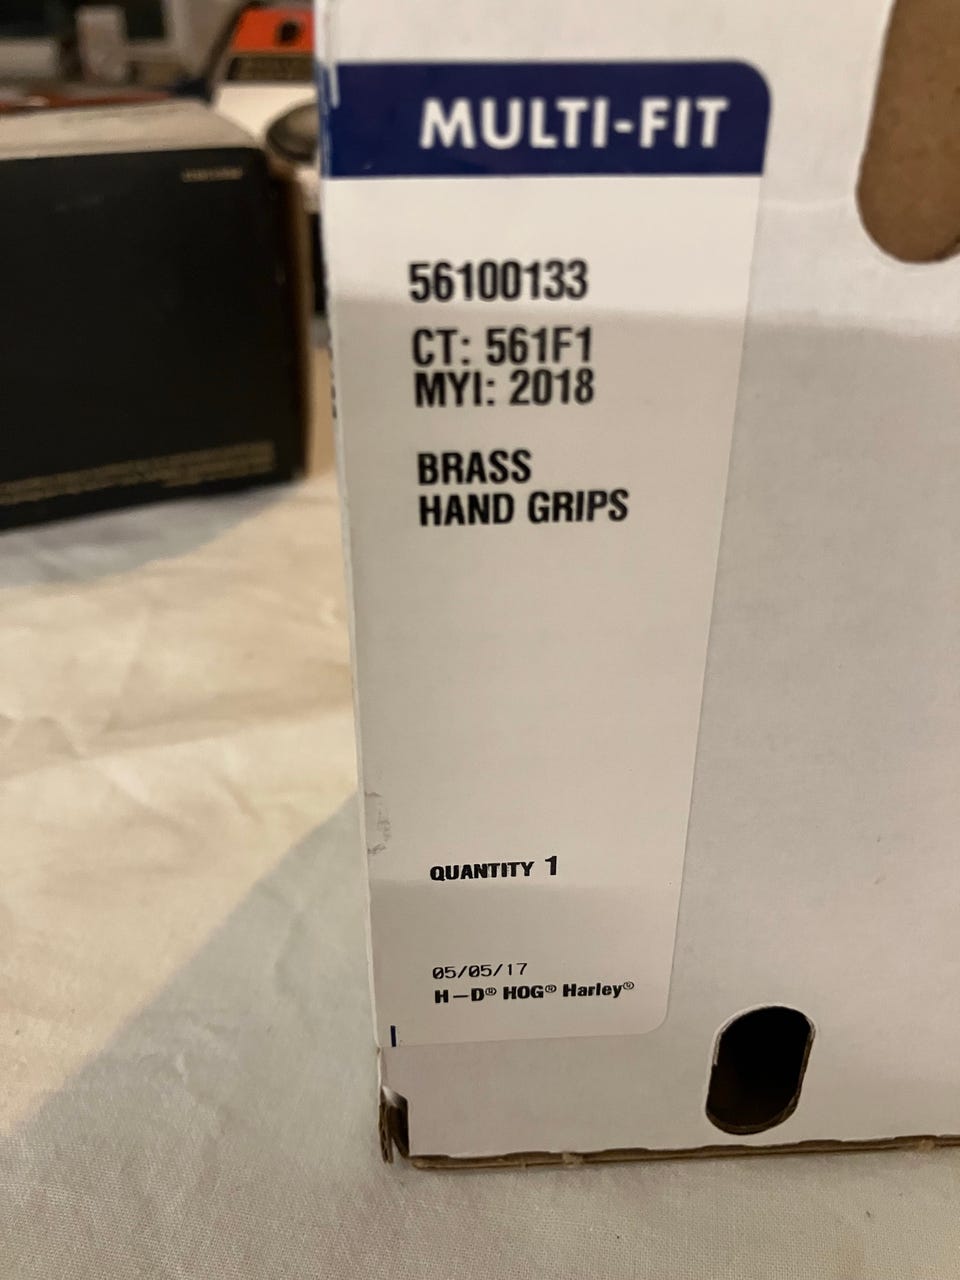 MULTI-FIT
56100133
CT: 561F1
MYI: 2018
BRASS
HAND GRIPS
QUANTITY 1
05/05/17
H-D® HOG® Harley®